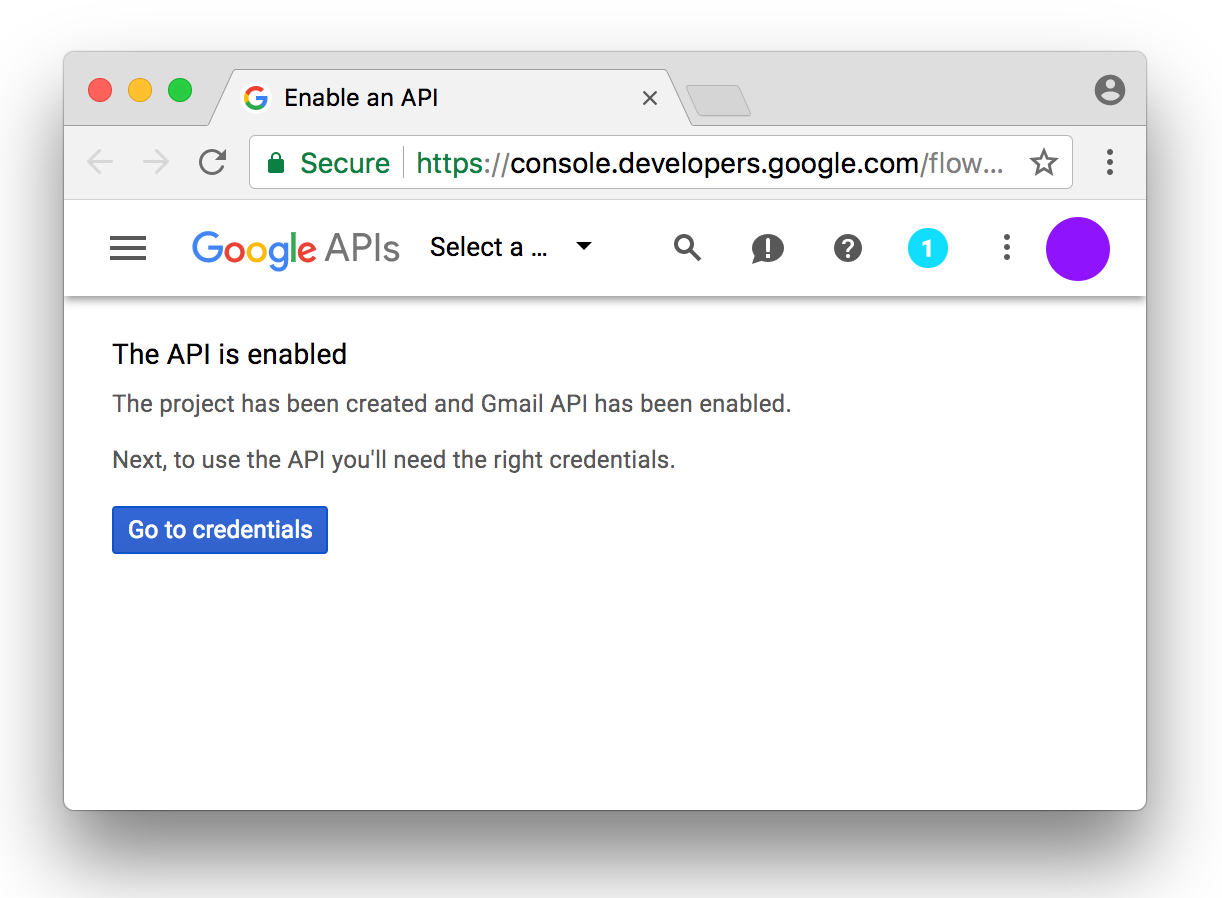 Enable an API
Secure https://console.developers.google.com/flow...
Google APIs Select a ... 1
The API is enabled
The project has been created and Gmail API has been enabled.
Next, to use the API you'll need the right credentials.
Go to credentials